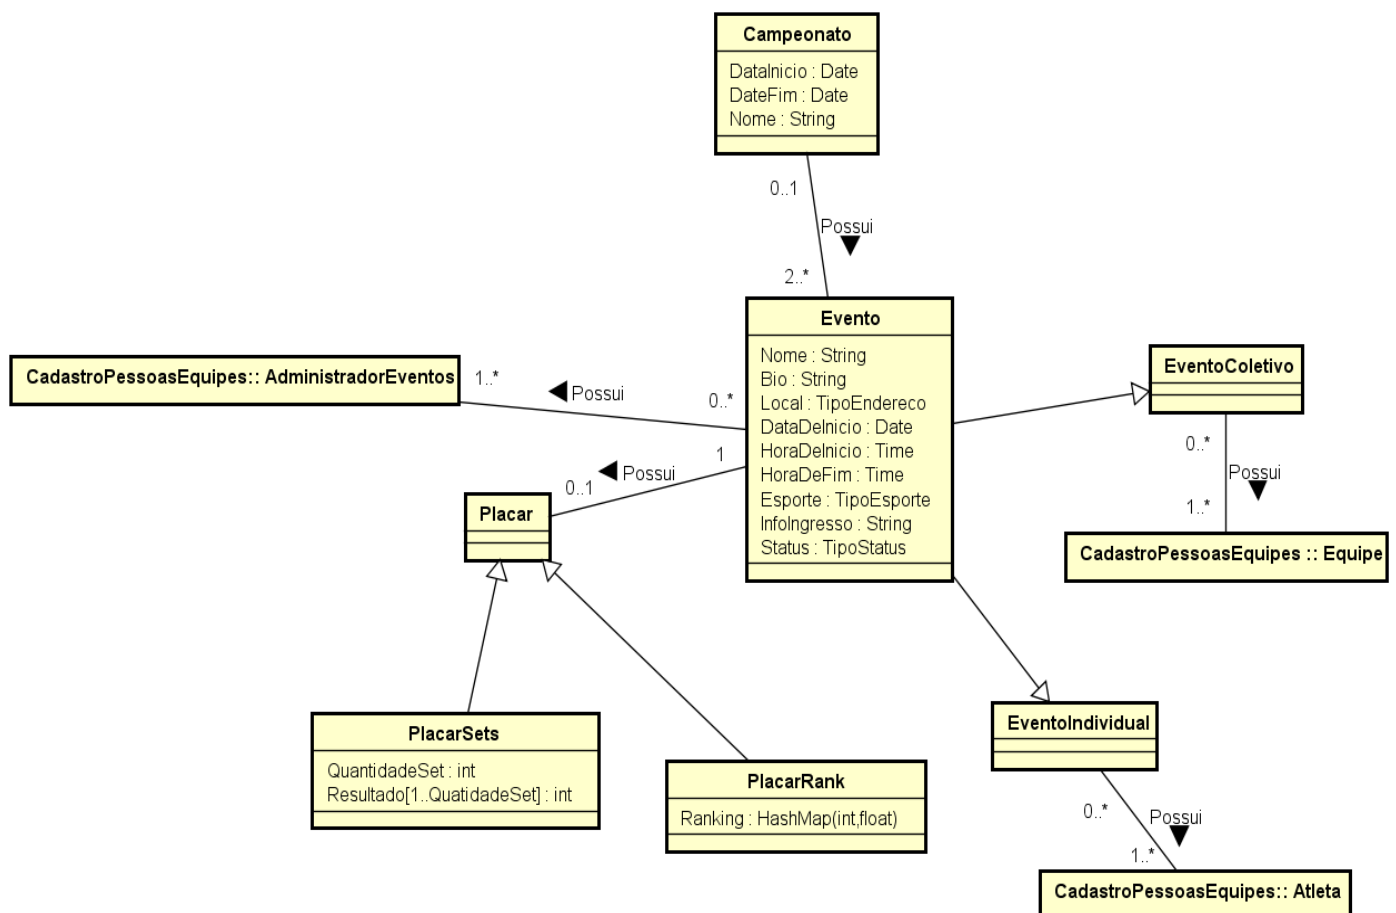 Campeonato
DataInicio : Date
DateFim : Date
Nome : String
0..1
Possui
2..*
Evento
Nome : String
Bio : String
Local : TipoEndereco
DataDeInicio : Date
HoraDeInicio : Time
HoraDeFim : Time
Esporte : TipoEsporte
InfoIngresso : String
Status : TipoStatus
CadastroPessoasEquipes:: AdministradorEventos
1..*
Possui
0..*
1
Possui
0..1
Placar
EventoColetivo
0..*
Possui
1..*
CadastroPessoasEquipes :: Equipe
PlacarSets
QuantidadeSet : int
Resultado[1..QuatidadeSet] : int
PlacarRank
Ranking : HashMap(int,float)
EventoIndividual
0..*
Possui
1..*
CadastroPessoasEquipes:: Atleta